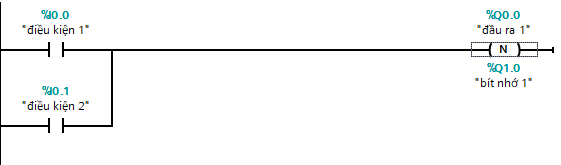 %I0.0
"điều kiện 1"
%Q0.0
"đầu ra 1"
N
%Q1.0
"bít nhớ 1"
%I0.1
"điều kiện 2"